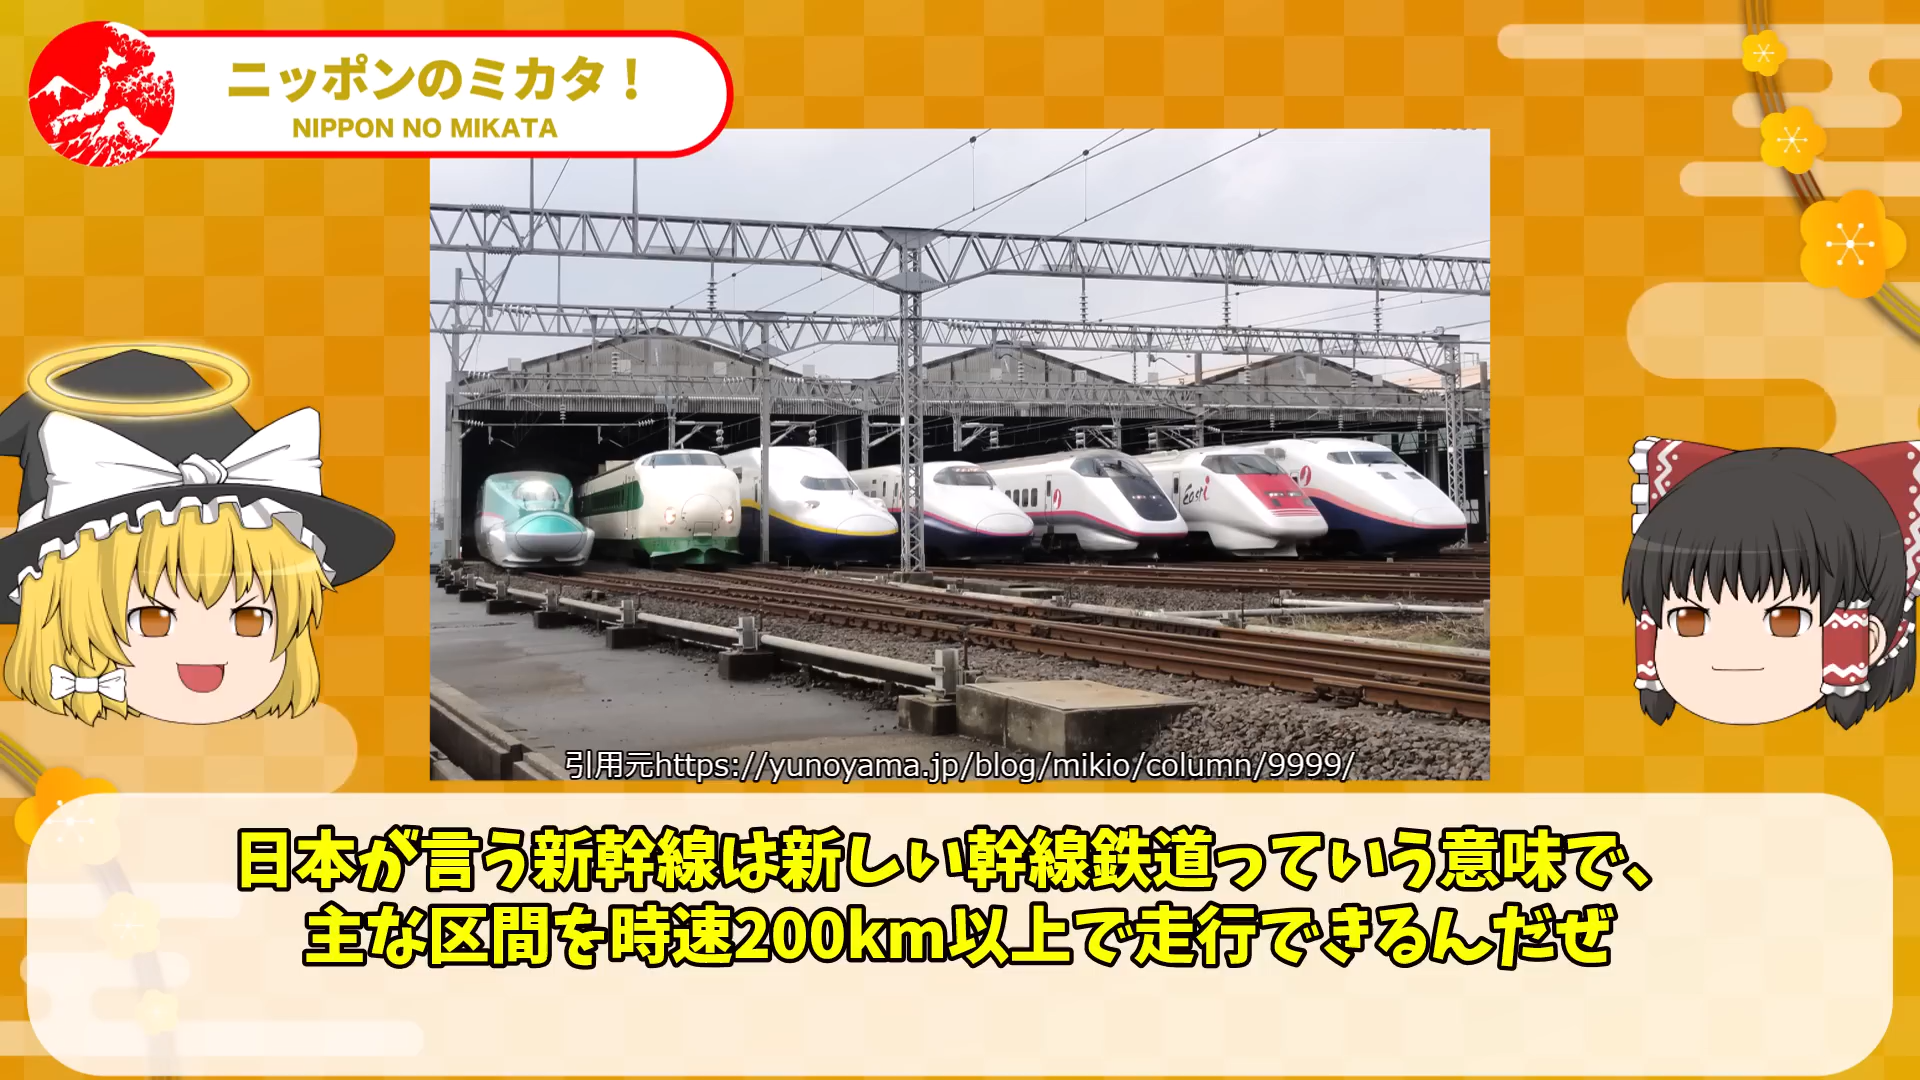 ニッポンのミカタ！
NIPPON NO MIKATA
East i
引用元https://yunoyama.jp/blog/mikio/column/9999/
日本が言う新幹線は新しい幹線鉄道っていう意味で、
主な区間を時速200km以上で走行できるんだぜ